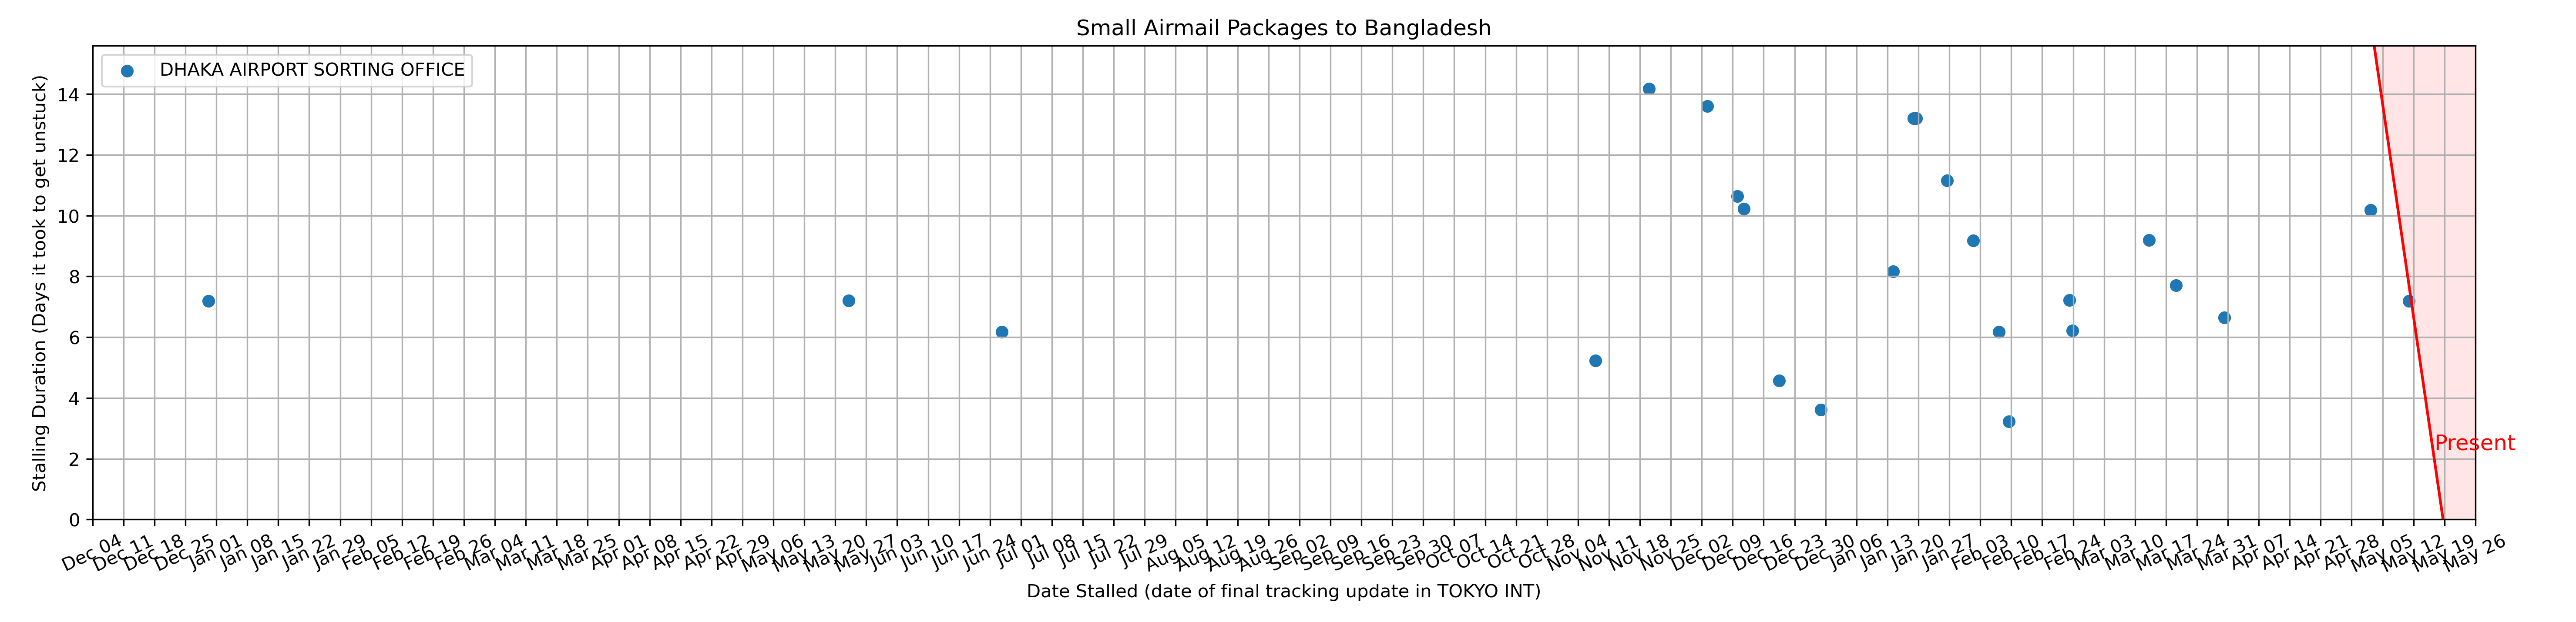 Small Airmail Packages to Bangladesh
DHAKA AIRPORT SORTING OFFICE
Stalling Duration (Days it took to get unstuck)
14
12
10
8
6
4
2
0
Present
Dec 04
Dec 11
Dec 18
Dec 25
Jan 01
Jan 08
Jan 15
Jan 22
Jan 29
Feb 05
Feb 12
Feb 19
Feb 26
Mar 04
Mar 11
Mar 18
Mar 25
Apr 01
Apr 08
Apr 15
Apr 22
Apr 29
May 06
May 13
May 20
May 27
Jun 03
Jun 10
Jun 17
Jun 24
Jul 01
Jul 08
Jul 15
Jul 22
Jul 29
Aug 05
Aug 12
Aug 19
Aug 26
Sep 02
Sep 09
Sep 16
Sep 23
Sep 30
Oct 07
Oct 14
Oct 21
Oct 28
Nov 04
Nov 11
Nov 18
Nov 25
Dec 02
Dec 09
Dec 16
Dec 23
Dec 30
Jan 06
Jan 13
Jan 20
Jan 27
Feb 03
Feb 10
Feb 17
Feb 24
Mar 03
Mar 10
Mar 17
Mar 24
Mar 31
Apr 07
Apr 14
Apr 21
Apr 28
May 05
May 12
May 19
May 26
Date Stalled (date of final tracking update in TOKYO INT)